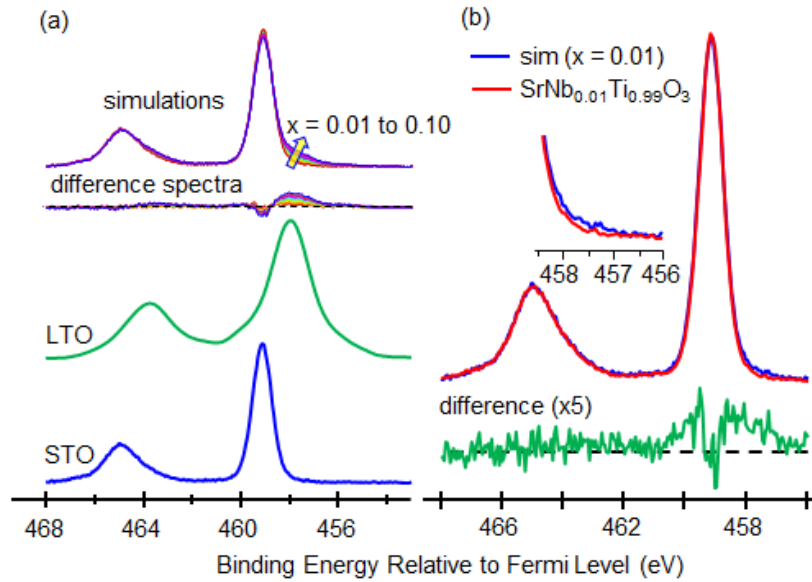 (a)
simulations
x = 0.01 to 0.10
difference spectra
LTO
STO
468 464 460 456
(b)
sim (x = 0.01)
SrNb0.01Ti0.99O3
458 457 456
difference (x5)
466 462 458
Binding Energy Relative to Fermi Level (eV)